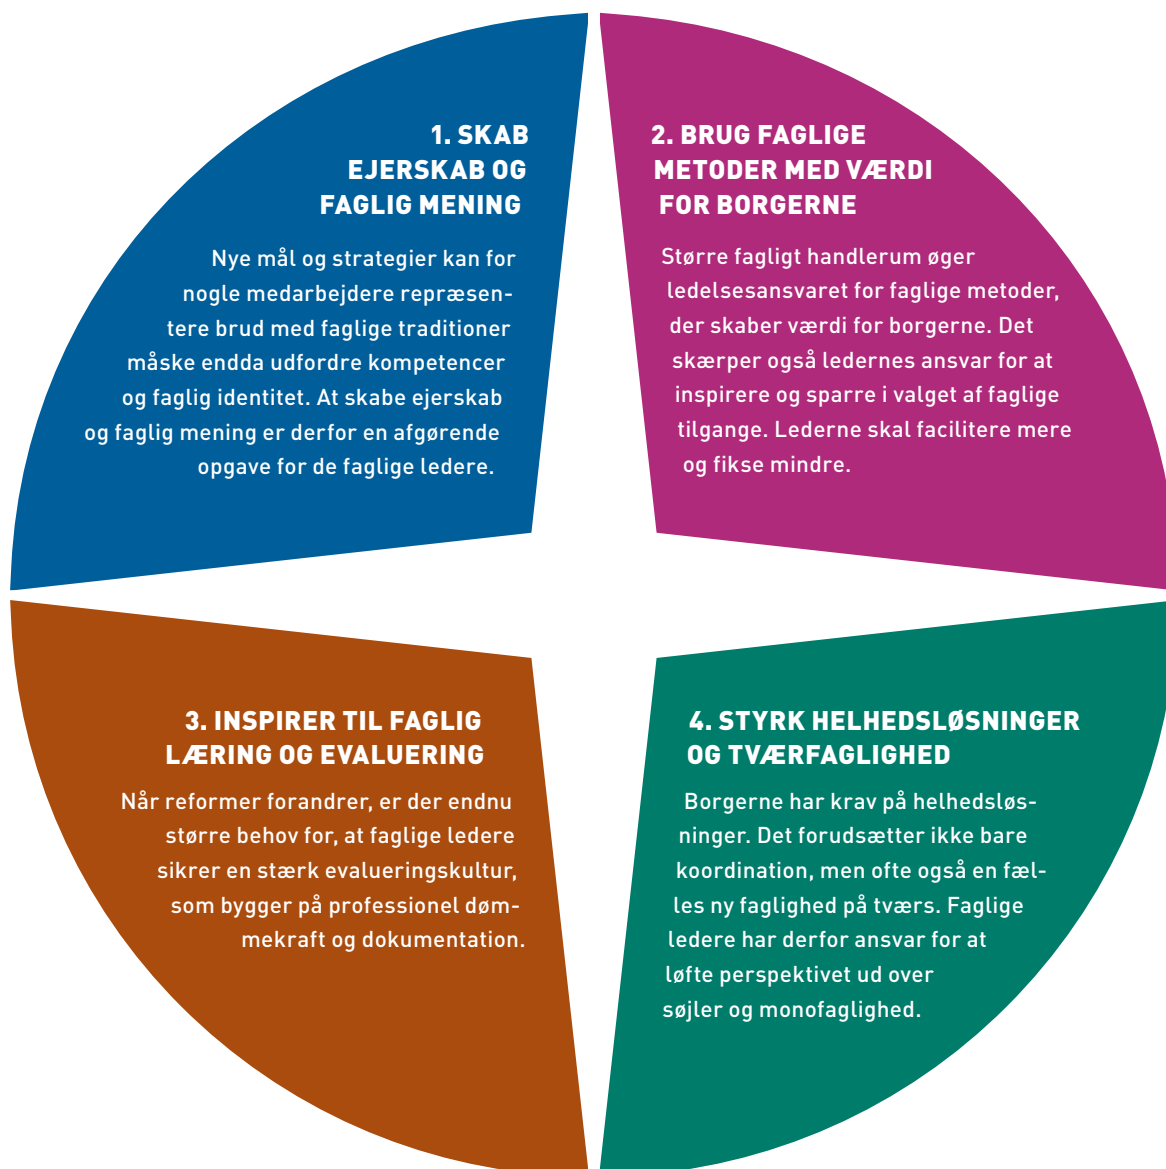 1. SKAB
EJERSKAB OG
FAGLIG MENING
Nye mål og strategier kan for
nogle medarbejdere repræsen-
tere brud med faglige traditioner
måske endda udfordre kompetencer
og faglig identitet. At skabe ejerskab
og faglig mening er derfor en afgørende
opgave for de faglige ledere.
2. BRUG FAGLIGE
METODER MED VÆRDI
FOR BORGERNE
Større fagligt handlerum øger
ledelsesansvaret for faglige metoder,
der skaber værdi for borgerne. Det
skærper også ledernes ansvar for at
inspirere og sparre i valget af faglige
tilgange. Lederne skal facilitere mere
og fikse mindre.
3. INSPIRER TIL FAGLIG
LÆRING OG EVALUERING
Når reformer forandrer, er der endnu
større behov for, at faglige ledere
sikrer en stærk evalueringskultur,
som bygger på professionel døm-
mekraft og dokumentation.
4. STYRK HELHEDSLØSNINGER
OG TVÆRFAGLIGHED
Borgerne har krav på helhedsløs-
ninger. Det forudsætter ikke bare
koordination, men ofte også en fæl-
les ny faglighed på tværs. Faglige
ledere har derfor ansvar for at
løfte perspektivet ud over
søjler og monofaglighed.